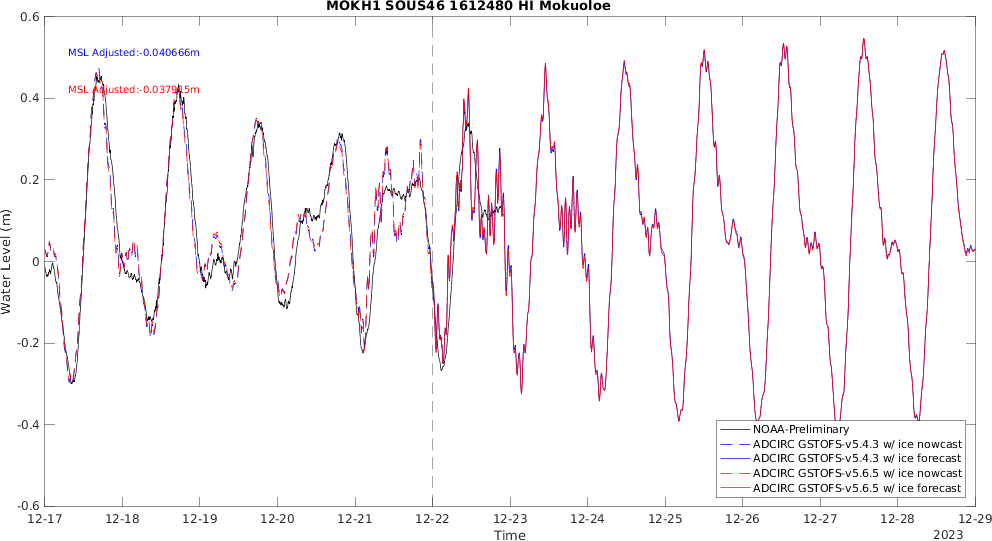 MOKH1 SOUS46 1612480 HI Mokuoloe
0.6
0.4
0.2
0
-0.2
-0.4
-0.6
Water Level (m)
MSL Adjusted:-0.040666m
MSL Adjusted:-0.037915m
NOAA-Preliminary
ADCIRC GSTOFS-v5.4.3 w/ ice nowcast
ADCIRC GSTOFS-v5.4.3 w/ ice forecast
ADCIRC GSTOFS-v5.6.5 w/ ice nowcast
ADCIRC GSTOFS-v5.6.5 w/ ice forecast
12-17 12-18 12-19 12-20 12-21 12-22 12-23 12-24 12-25 12-26 12-27 12-28 12-29
Time
2023